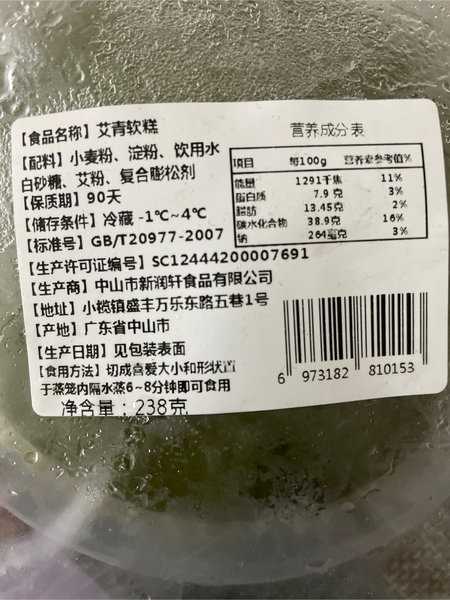 【食品名称】艾青软糕
【配料】小麦粉、淀粉、饮用水
白砂糖、艾粉、复合膨松剂
【保质期】90天
【储存条件】冷藏 -1℃~4℃
【标准号】GB/T20977-2007
【生产许可证编号】SC12444200007691
【生产商】中山市新润轩食品有限公司
【地址】小榄镇盛丰万乐东路五巷1号
【产地】广东省中山市
【生产日期】见包装表面
【食用方法】切成喜爱大小和形状置
于蒸笼内隔水蒸6~8分钟即可食用
净含量：238克
营养成分表
项目 每100g 营养素参考值%
能量 1291千焦 11%
蛋白质 7.9 克 3%
脂肪 13.45克 2%
碳水化合物 38.9克 16%
钠 264毫克 3%
6 973182 810153